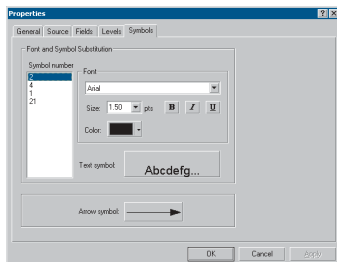 Properties
General Source Fields Levels Symbols
Font and Symbol Substitution
Symbol number
2
4
1
21
Font
Arial
Size: 1.50 pts B I U
Color:
Text symbol: Abcdefg...
Arrow symbol:
OK Cancel Apply